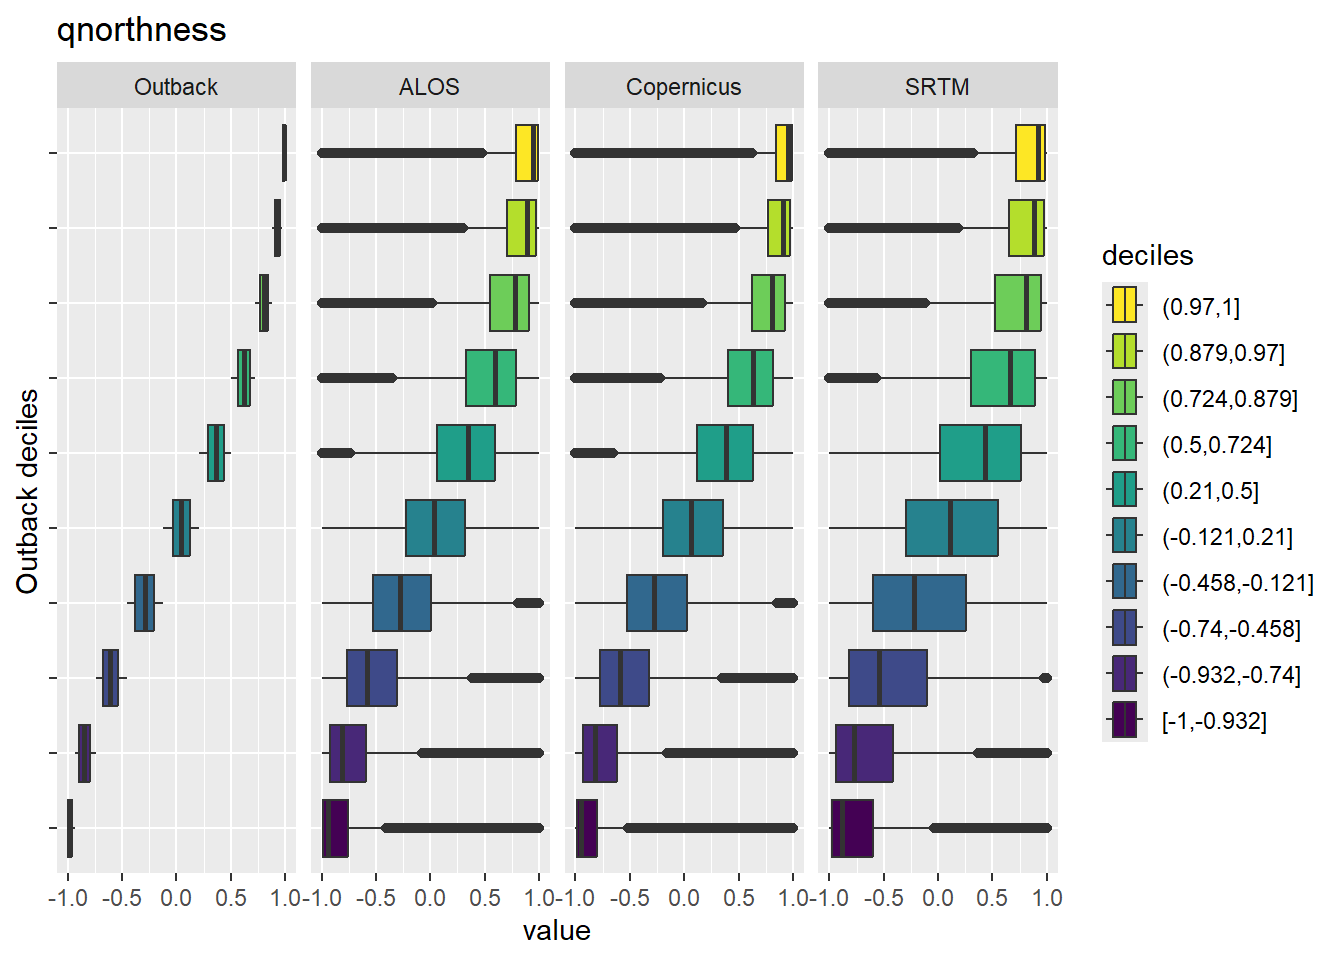 qnorthness
Outback ALOS Copernicus SRTM
Outback deciles
-1.0 -0.5 0.0 0.5 1.0 -1.0 -0.5 0.0 0.5 1.0 -1.0 -0.5 0.0 0.5 1.0 -1.0 -0.5 0.0 0.5 1.0
value
deciles
(0.97,1]
(0.879,0.97]
(0.724,0.879]
(0.5,0.724]
(0.21,0.5]
(-0.121,0.21]
(-0.458,-0.121]
(-0.74,-0.458]
(-0.932,-0.74]
[-1,-0.932]